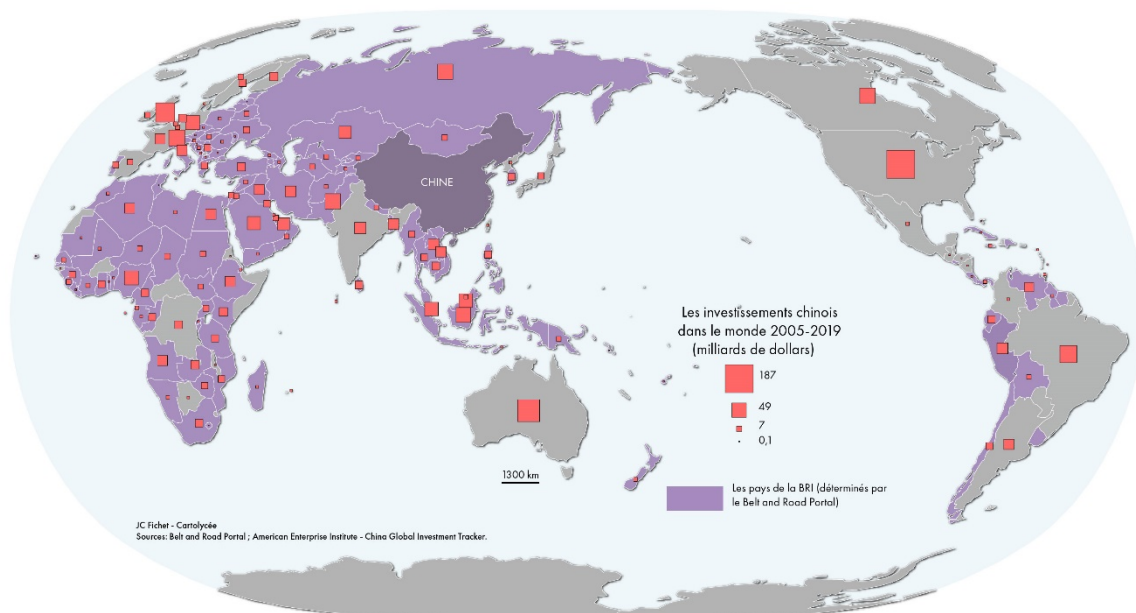 CHINE
Les investissements chinois
dans le monde 2005-2019
(milliards de dollars)
187
49
7
0,1
1300 km
Les pays de la BRI (déterminés par
le Belt and Road Portal)
JC Fichet - Cartolycée
Sources: Belt and Road Portal ; American Enterprise Institute - China Global Investment Tracker.